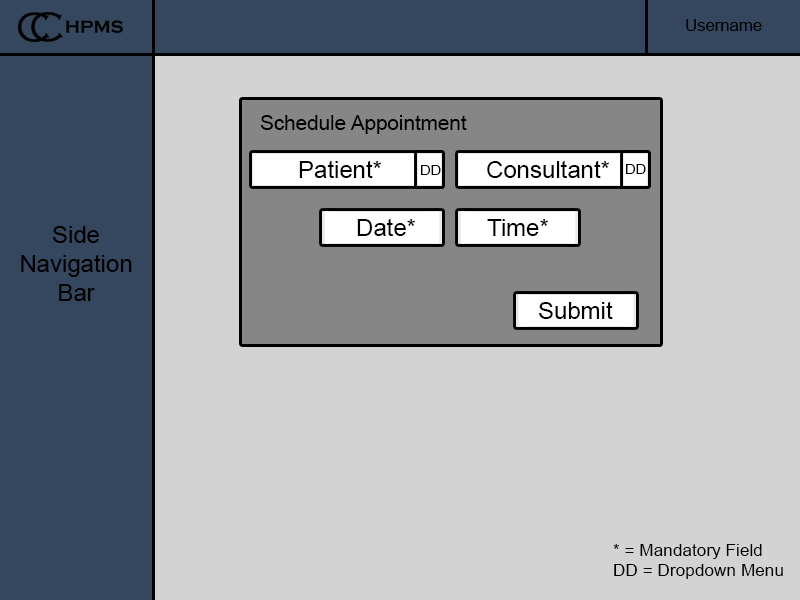 CCC HPMS
Username
Schedule Appointment
Patient* DD Consultant* DD
Date* Time*
Side
Navigation
Bar
Submit
* = Mandatory Field
DD = Dropdown Menu